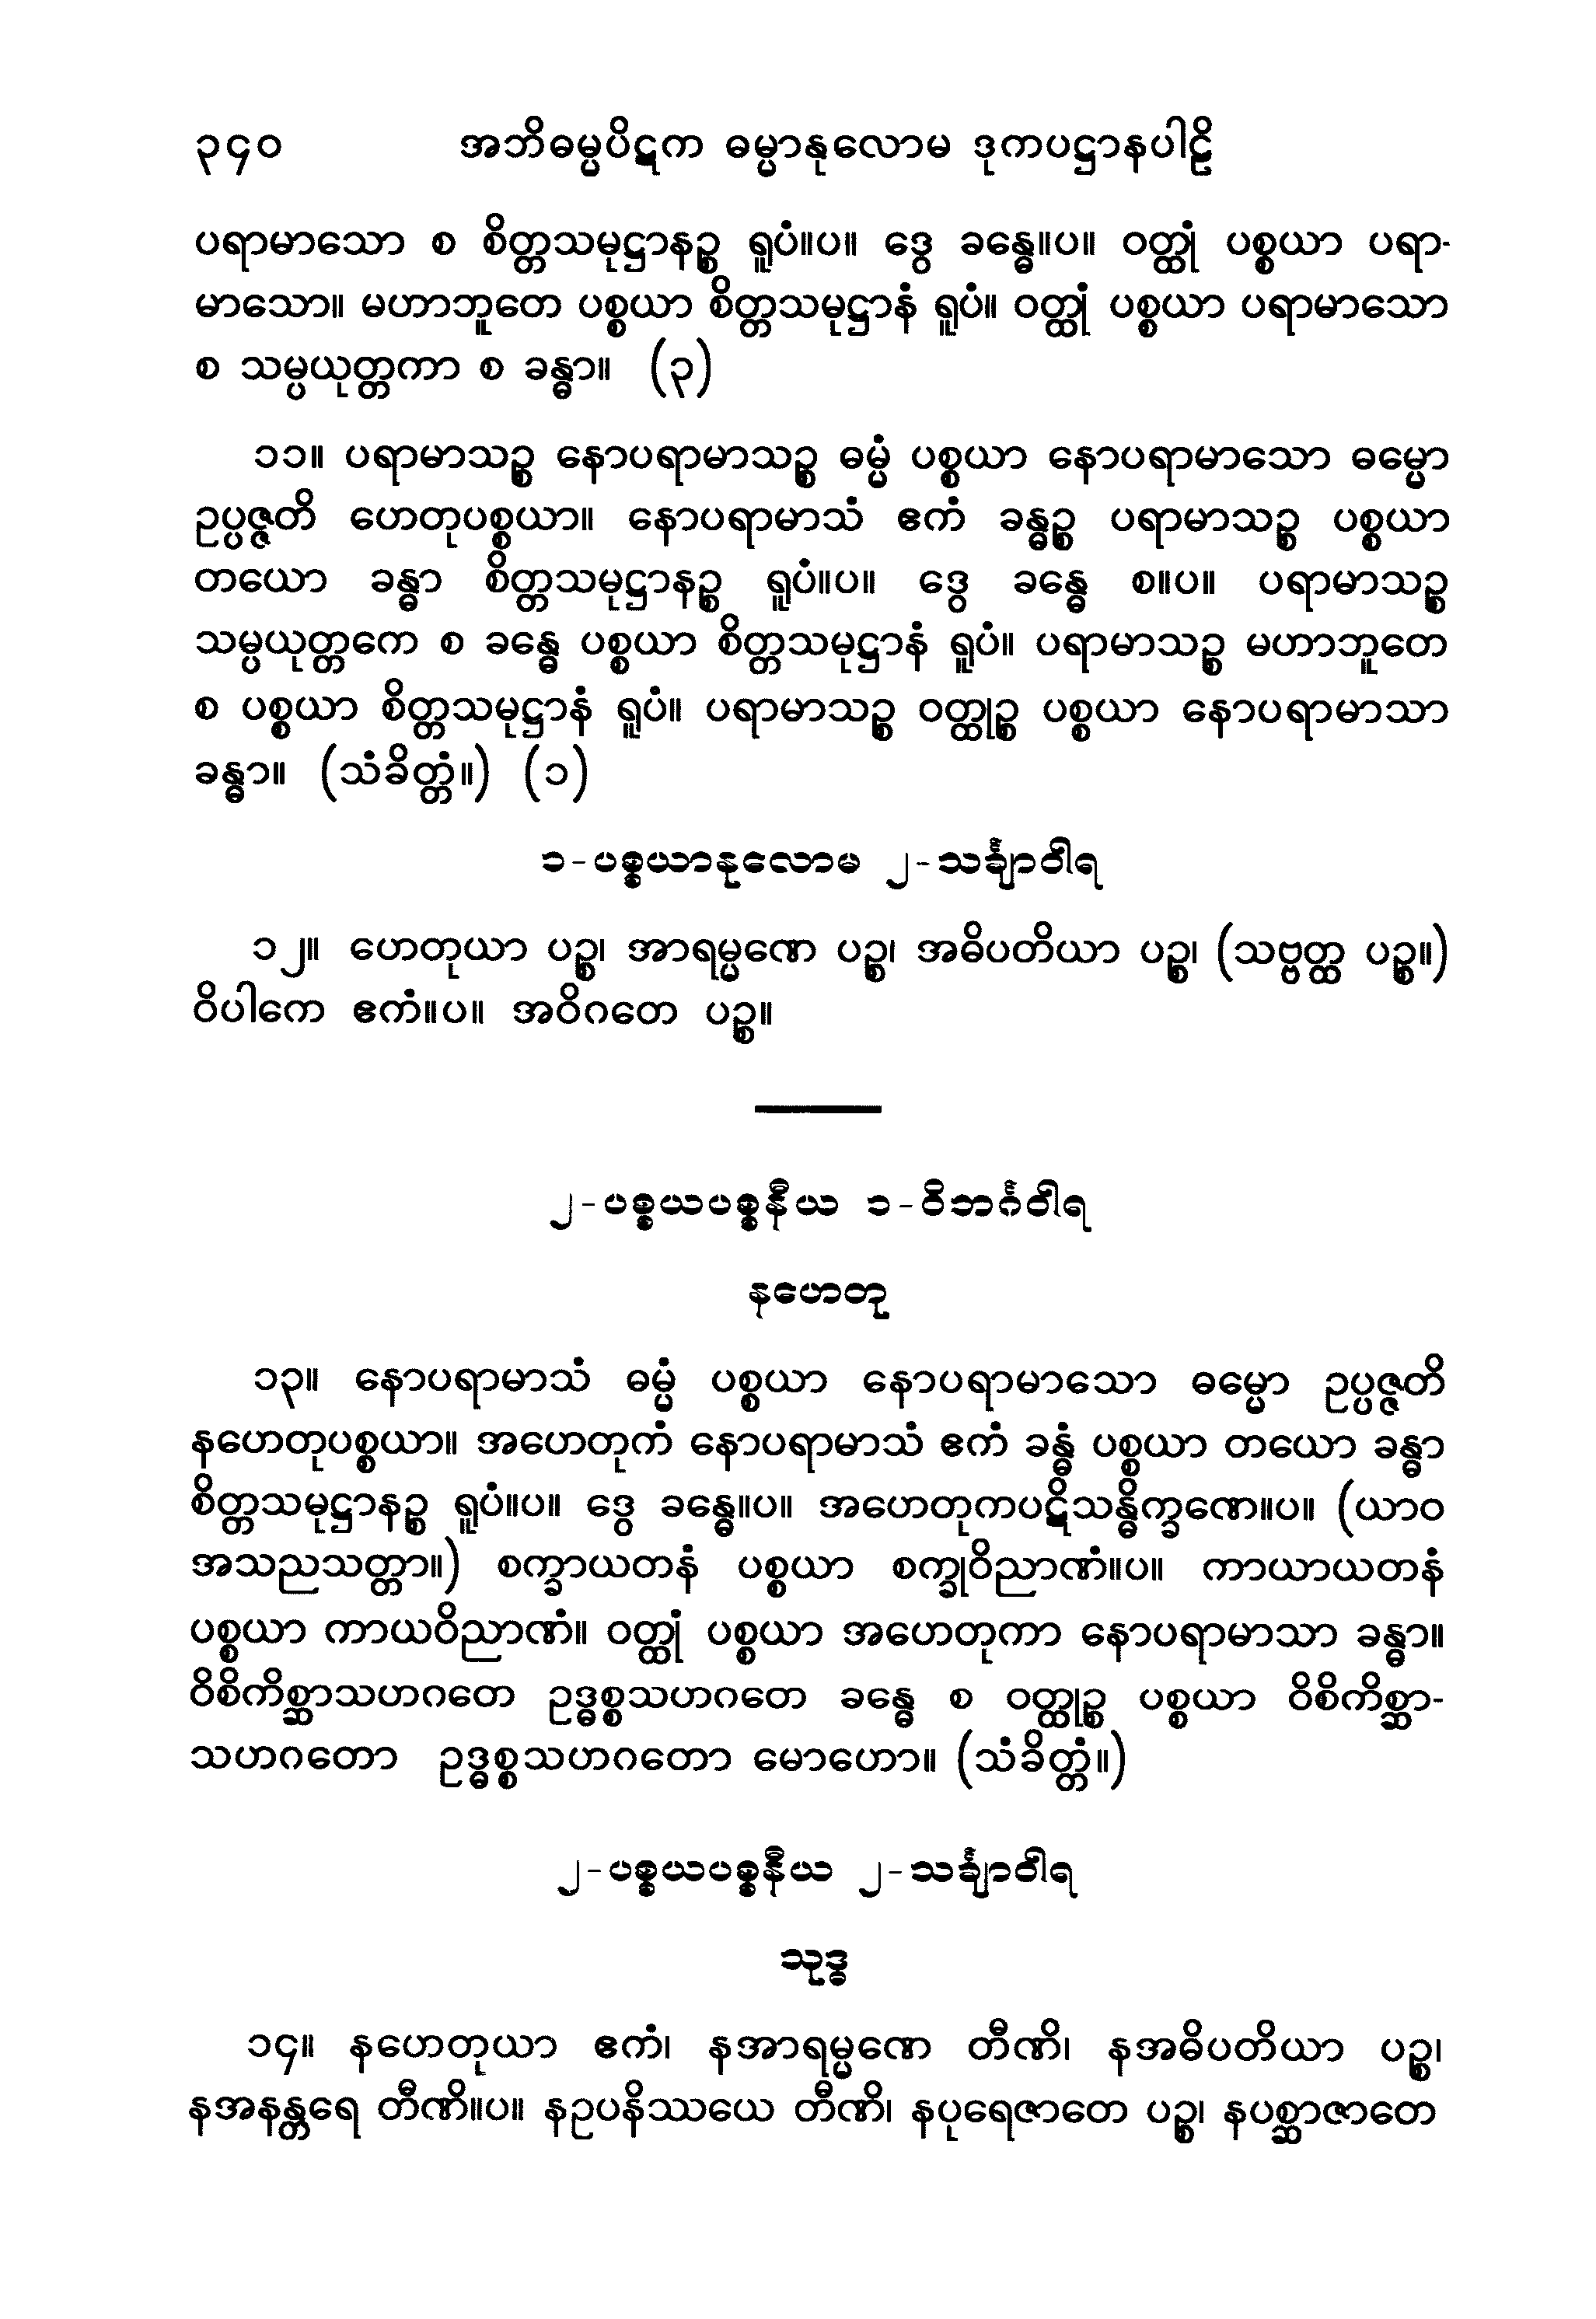 ၃၄၀ အဘိဓမ္မပိဋက ဓမ္မာနုလောမ ဒုကပဋ္ဌာနပါဠိ
ပရာမာသော စ စိတ္တသမုဋ္ဌာနဉ္စ ရူပံ။ပ။ ဒွေ ခန္ဓေ။ပ။ ဝတ္ထုံ ပစ္စယာ ပရာ-
မာသော။ မဟာဘူတေ ပစ္စယာ စိတ္တသမုဋ္ဌာနံ ရူပံ။ ဝတ္ထုံ ပစ္စယာ ပရာမာသော
စ သမ္ပယုတ္တကာ စ ခန္ဓာ။ (၃)
၁၁။ ပရာမာသဉ္စ နောပရာမာသဉ္စ ဓမ္မံ ပစ္စယာ နောပရာမာသော ဓမ္မော
ဥပ္ပဇ္ဇတိ ဟေတုပစ္စယာ။ နောပရာမာသံ ဧကံ ခန္ဓဉ္စ ပရာမာသဉ္စ ပစ္စယာ
တယော ခန္ဓာ စိတ္တသမုဋ္ဌာနဉ္စ ရူပံ။ပ။ ဒွေ ခန္ဓေ စ။ပ။ ပရာမာသဉ္စ
သမ္ပယုတ္တကေ စ ခန္ဓေ ပစ္စယာ စိတ္တသမုဋ္ဌာနံ ရူပံ။ ပရာမာသဉ္စ မဟာဘူတေ
စ ပစ္စယာ စိတ္တသမုဋ္ဌာနံ ရူပံ။ ပရာမာသဉ္စ ဝတ္ထုဉ္စ ပစ္စယာ နောပရာမာသာ
ခန္ဓာ။ (သံခိတ္တံ။) (၁)
၁-ပစ္စယာနုလောမ ၂-သင်္ချာဝါရ
၁၂။ ဟေတုယာ ပဉ္စ၊ အာရမ္မဏေ ပဉ္စ၊ အဓိပတိယာ ပဉ္စ၊ (သဗ္ဗတ္ထ ပဉ္စ။)
ဝိပါကေ ဧကံ။ပ။ အဝိဂတေ ပဉ္စ။
၂-ပစ္စယပစ္စနီယ ၁-ဝိဘင်္ဂဝါရ
နဟေတု
၁၃။ နောပရာမာသံ ဓမ္မံ ပစ္စယာ နောပရာမာသော ဓမ္မော ဥပ္ပဇ္ဇတိ
နဟေတုပစ္စယာ။ အဟေတုကံ နောပရာမာသံ ဧကံ ခန္ဓံ ပစ္စယာ တယော ခန္ဓာ
စိတ္တသမုဋ္ဌာနဉ္စ ရူပံ။ပ။ ဒွေ ခန္ဓေ။ပ။ အဟေတုကပဋိသန္ဓိက္ခဏေ။ပ။ (ယာဝ
အသညသတ္တာ။) စက္ခာယတနံ ပစ္စယာ စက္ခုဝိညာဏံ။ပ။ ကာယာယတနံ
ပစ္စယာ ကာယဝိညာဏံ။ ဝတ္ထုံ ပစ္စယာ အဟေတုကာ နောပရာမာသာ ခန္ဓာ။
ဝိစိကိစ္ဆာသဟဂတေ ဥဒ္ဓစ္စသဟဂတေ ခန္ဓေ စ ဝတ္ထုဉ္စ ပစ္စယာ ဝိစိကိစ္ဆာ-
သဟဂတော ဥဒ္ဓစ္စသဟဂတော မောဟော။ (သံခိတ္တံ။)
၂-ပစ္စယပစ္စနီယ ၂-သင်္ချာဝါရ
သုဒ္ဓ
၁၄။ နဟေတုယာ ဧကံ၊ နအာရမ္မဏေ တီဏိ၊ နအဓိပတိယာ ပဉ္စ၊
နအနန္တရေ တီဏိ။ပ။ နဥပနိဿယေ တီဏိ၊ နပုရေဇာတေ ပဉ္စ၊ နပစ္ဆာဇာတေ